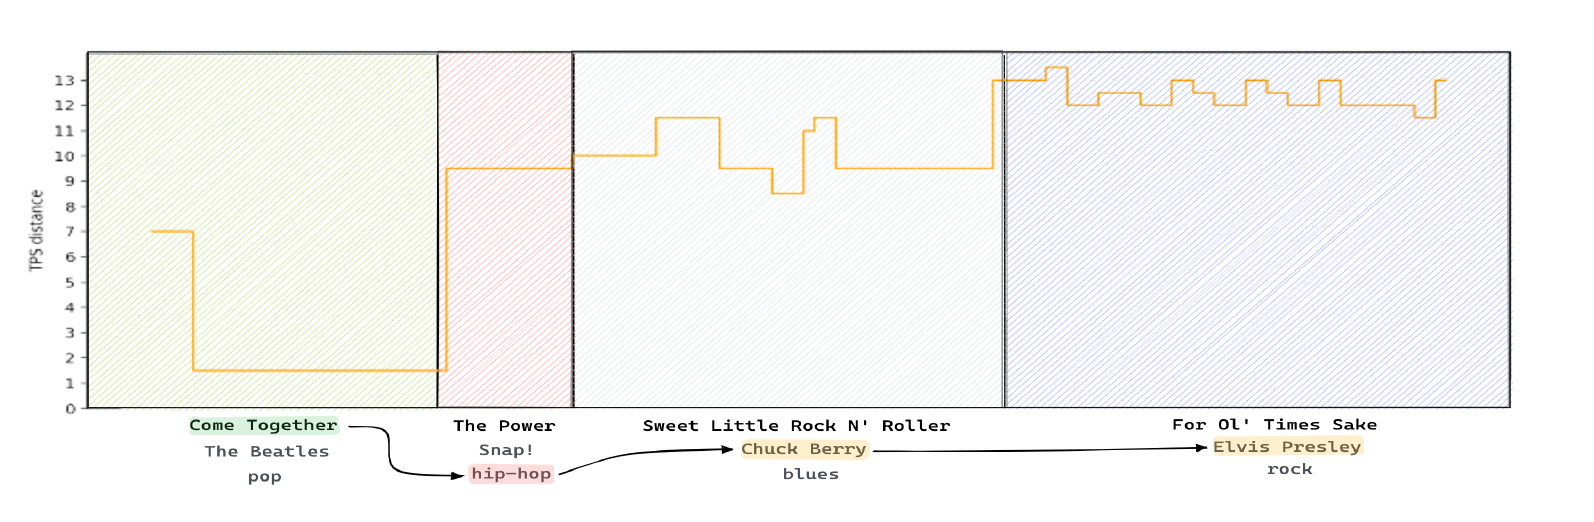 13
12
11
10
9
8
7
6
5
4
3
2
1
0
TPS distance
Come Together
The Beatles
pop
The Power
Snap!
hip-hop
Sweet Little Rock N' Roller
Chuck Berry
blues
For Ol' Times Sake
Elvis Presley
rock